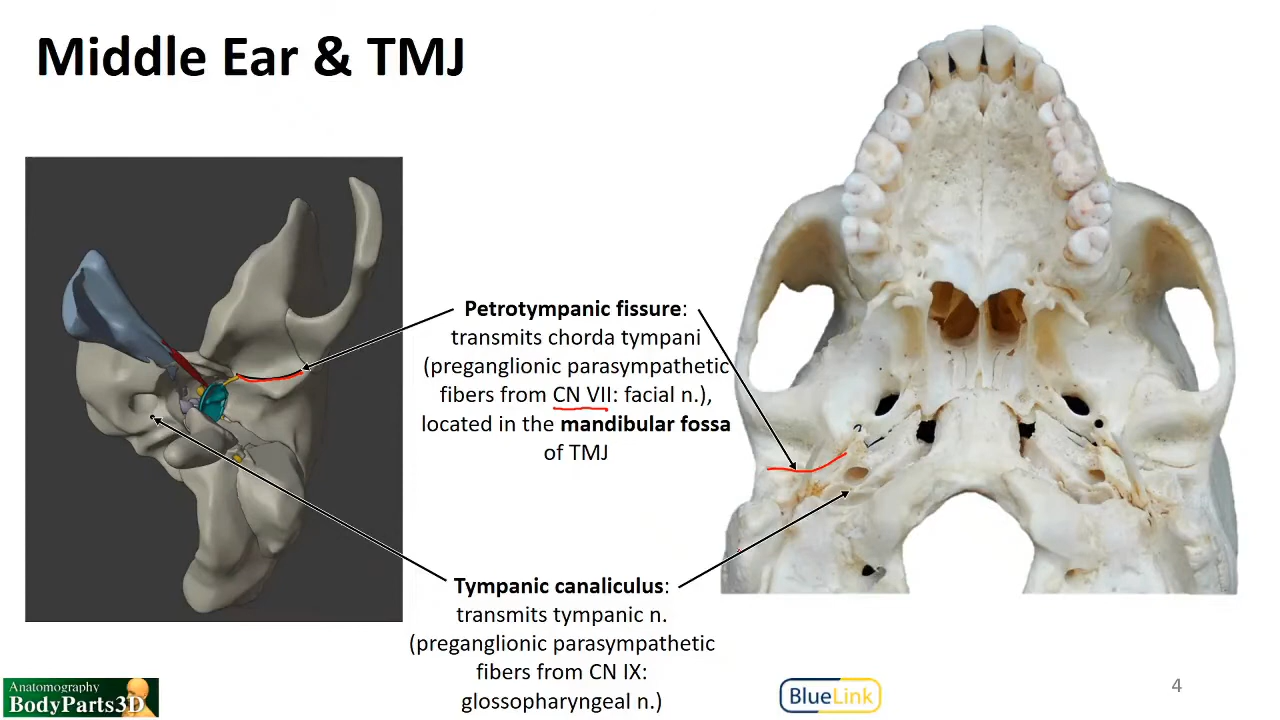 Middle Ear & TMJ
Petrotympanic fissure:
transmits chorda tympani
(preganglionic parasympathetic
fibers from CN VII: facial n.),
located in the mandibular fossa
of TMJ
Tympanic canaliculus:
transmits tympanic n.
(preganglionic parasympathetic
fibers from CN IX:
glossopharyngeal n.)
Anatomography
BodyParts3D
BlueLink
4